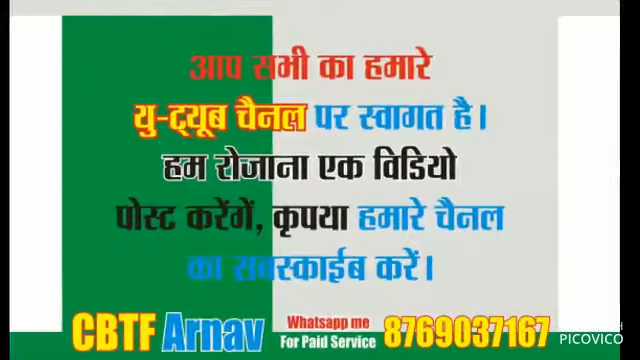 आप सभी का हमारे
यु-ट्यूब चैनल पर स्वागत है।
हम रोजाना एक विडियो
पोस्ट करेंगें, कृपया हमारे चैनल
का सबस्काईब करें।
CBTF Arnav Whatsapp me For Paid Service 8769037167
PICOVICO